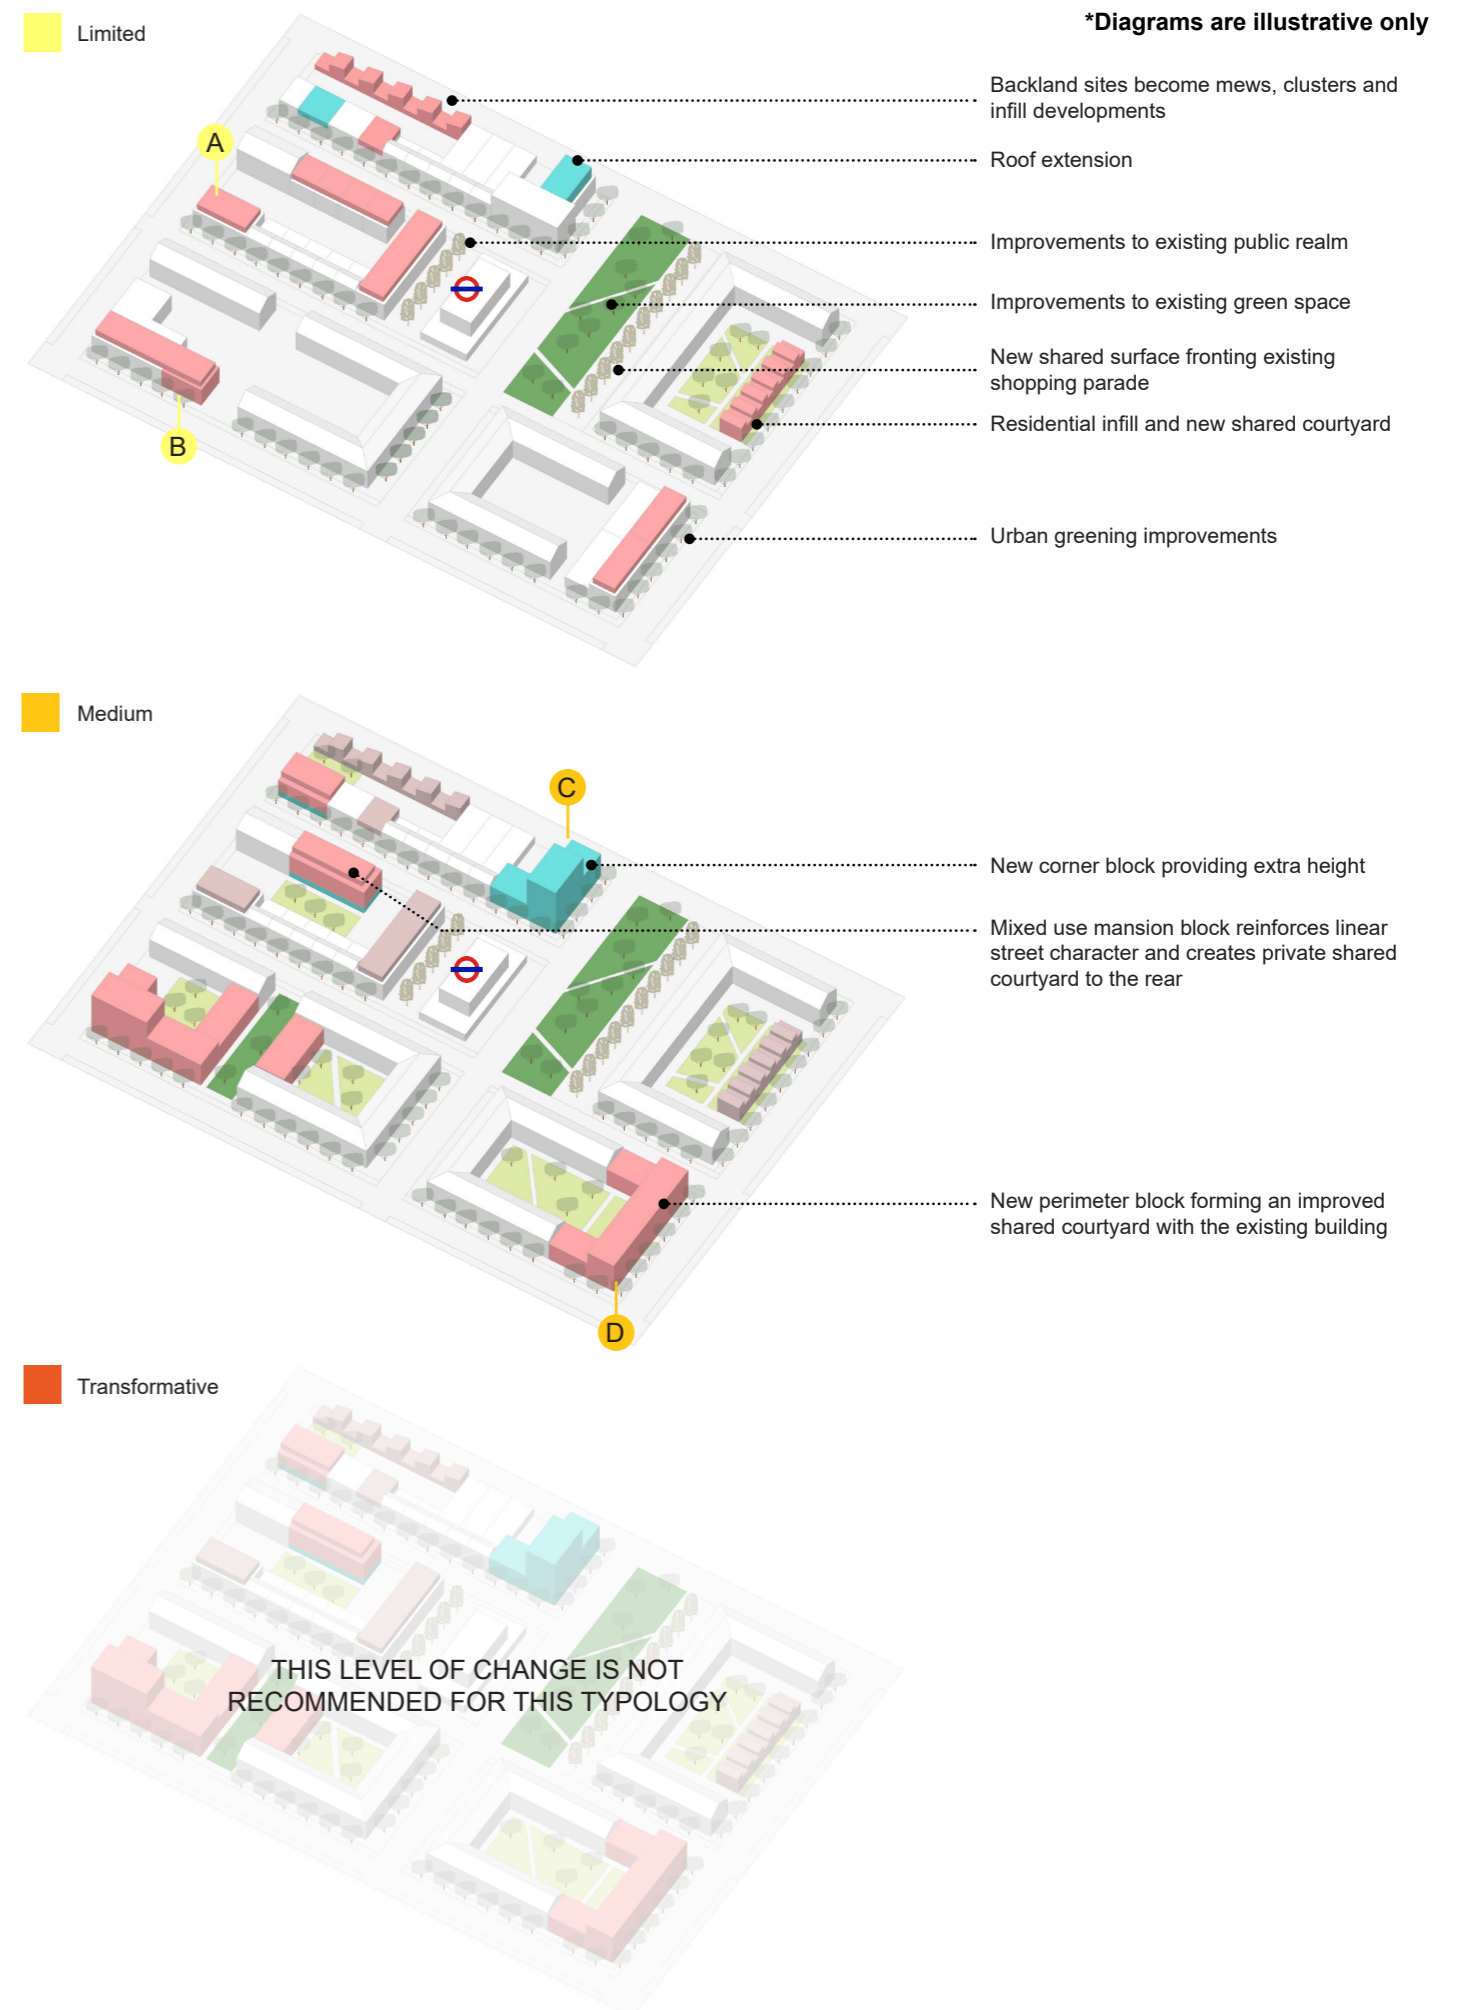 Limited
*Diagrams are illustrative only
Backland sites become mews, clusters and
infill developments
Roof extension
A
Improvements to existing public realm
Improvements to existing green space
New shared surface fronting existing
shopping parade
Residential infill and new shared courtyard
B
Urban greening improvements
Medium
C
New corner block providing extra height
Mixed use mansion block reinforces linear
street character and creates private shared
courtyard to the rear
New perimeter block forming an improved
shared courtyard with the existing building
D
Transformative
THIS LEVEL OF CHANGE IS NOT
RECOMMENDED FOR THIS TYPOLOGY